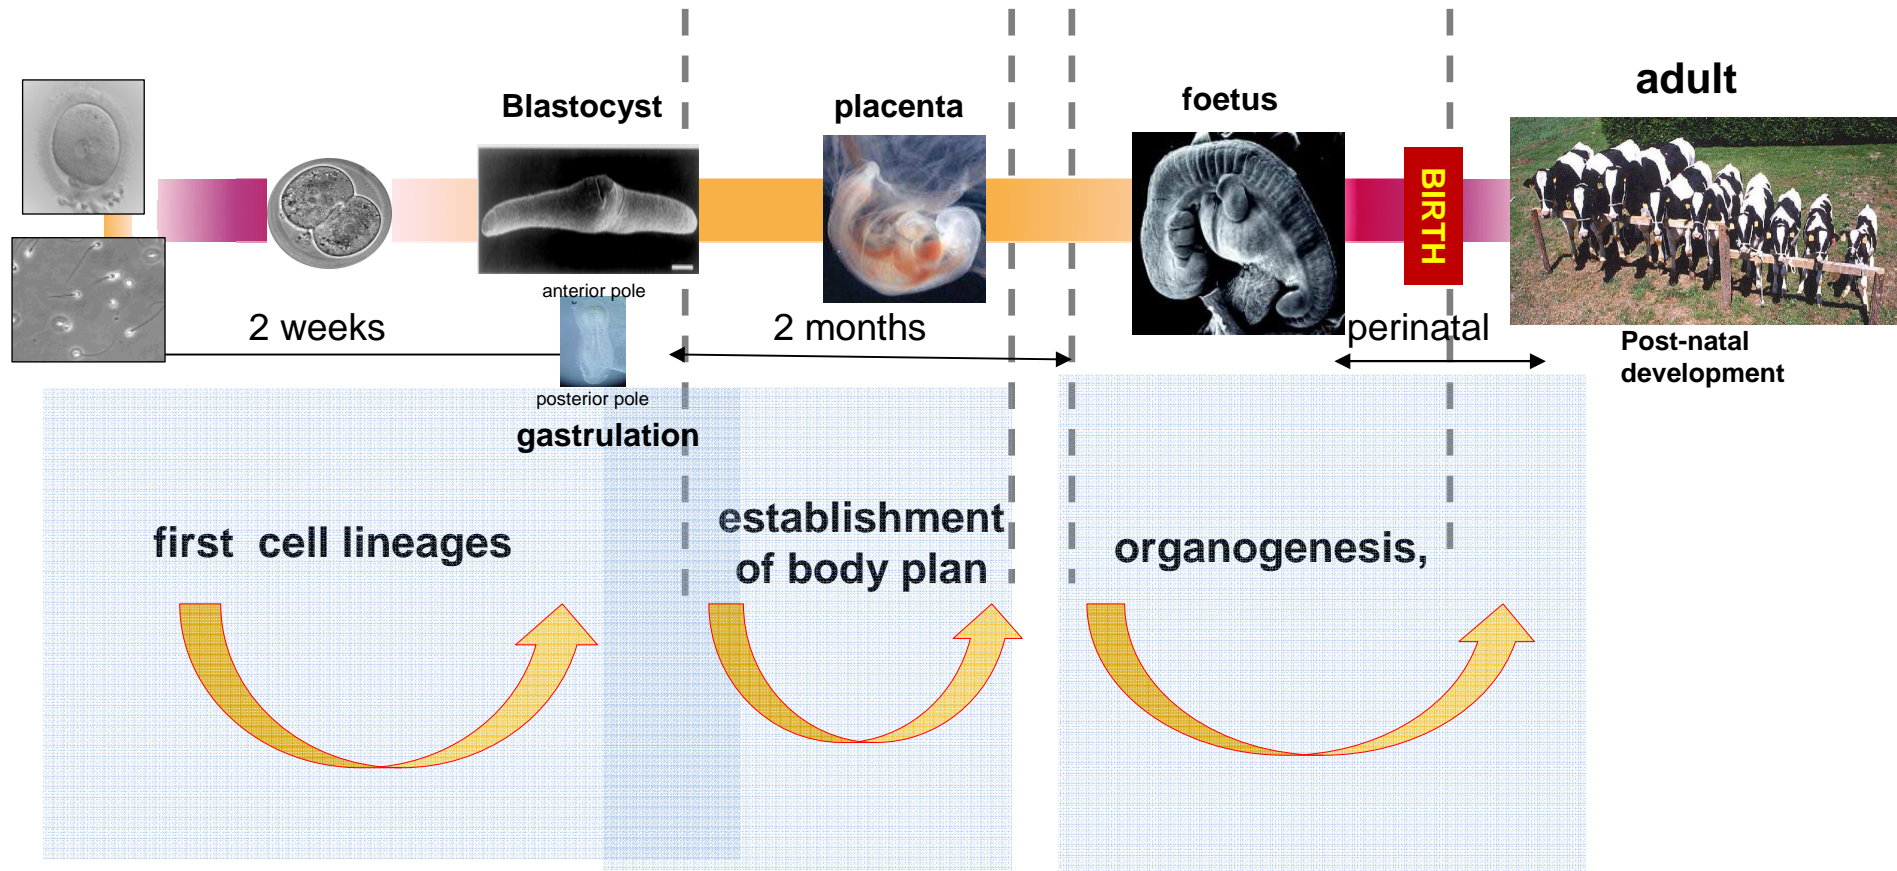 Blastocyst
placenta
foetus
adult
BIRTH
anterior pole
2 weeks
2 months
perinatal
Post-natal
development
posterior pole
gastrulation
first cell lineages
establishment
of body plan
organogenesis,